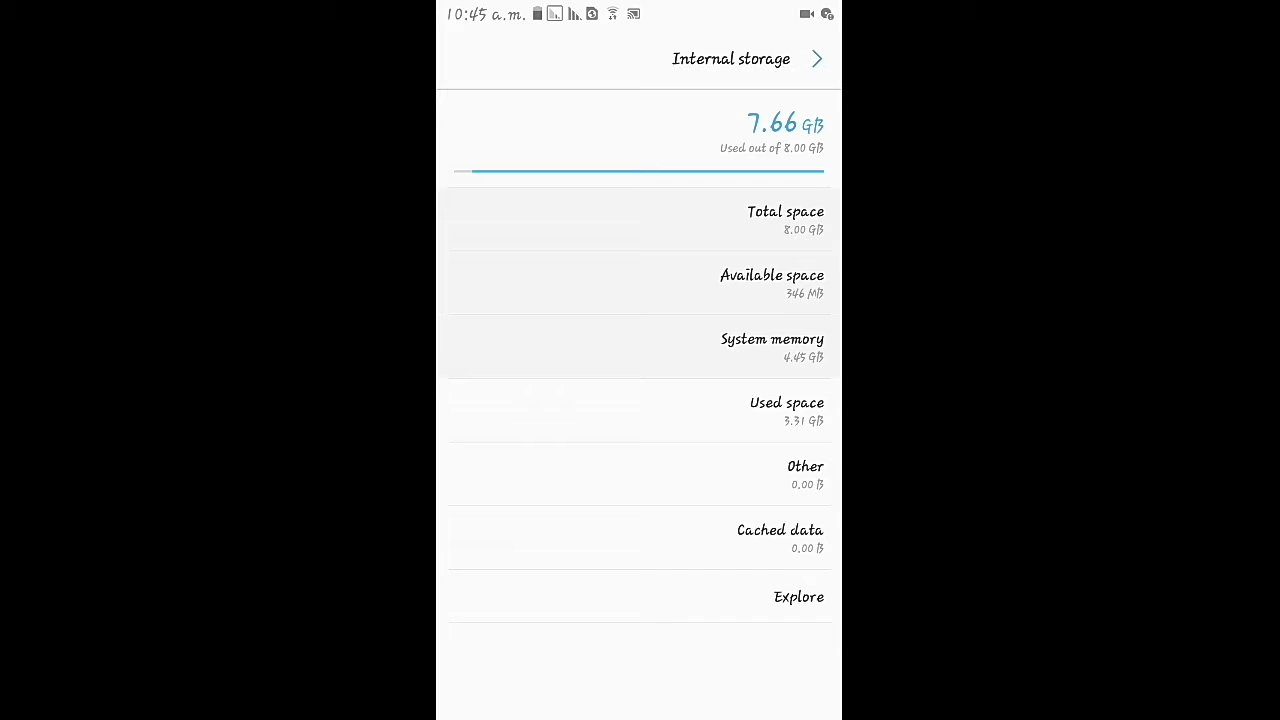 10:45 a.m.
Internal storage
7.66 GB
Used out of 8.00 GB
Total space
8.00 GB
Available space
346 MB
System memory
4.45 GB
Used space
3.31 GB
Other
0.00 B
Cached data
0.00 B
Explore